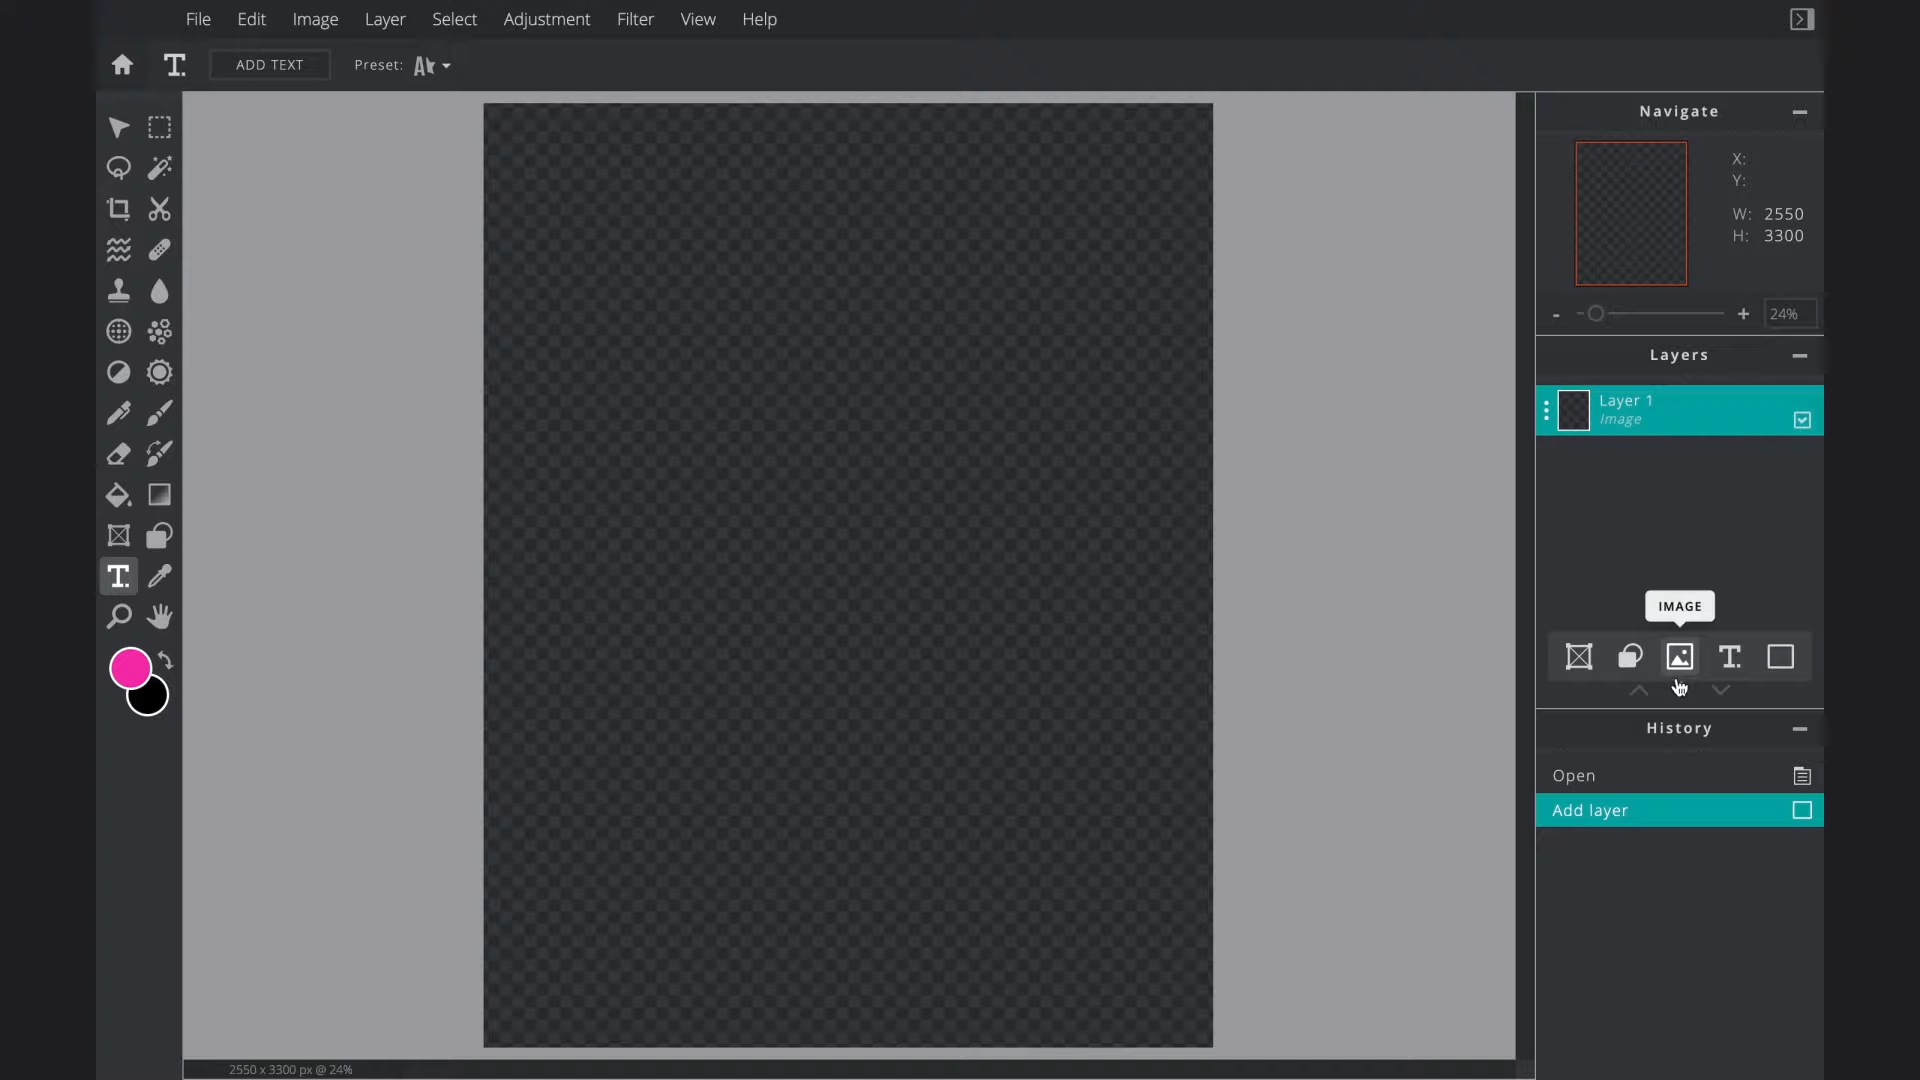 File Edit Image Layer Select Adjustment Filter View Help
ADD TEXT Preset:
Navigate
X:
Y:
W: 2550
H: 3300
- + 24%
Layers
Layer 1
Image
IMAGE
History
Open
Add layer
2550 x 3300 px @ 24%